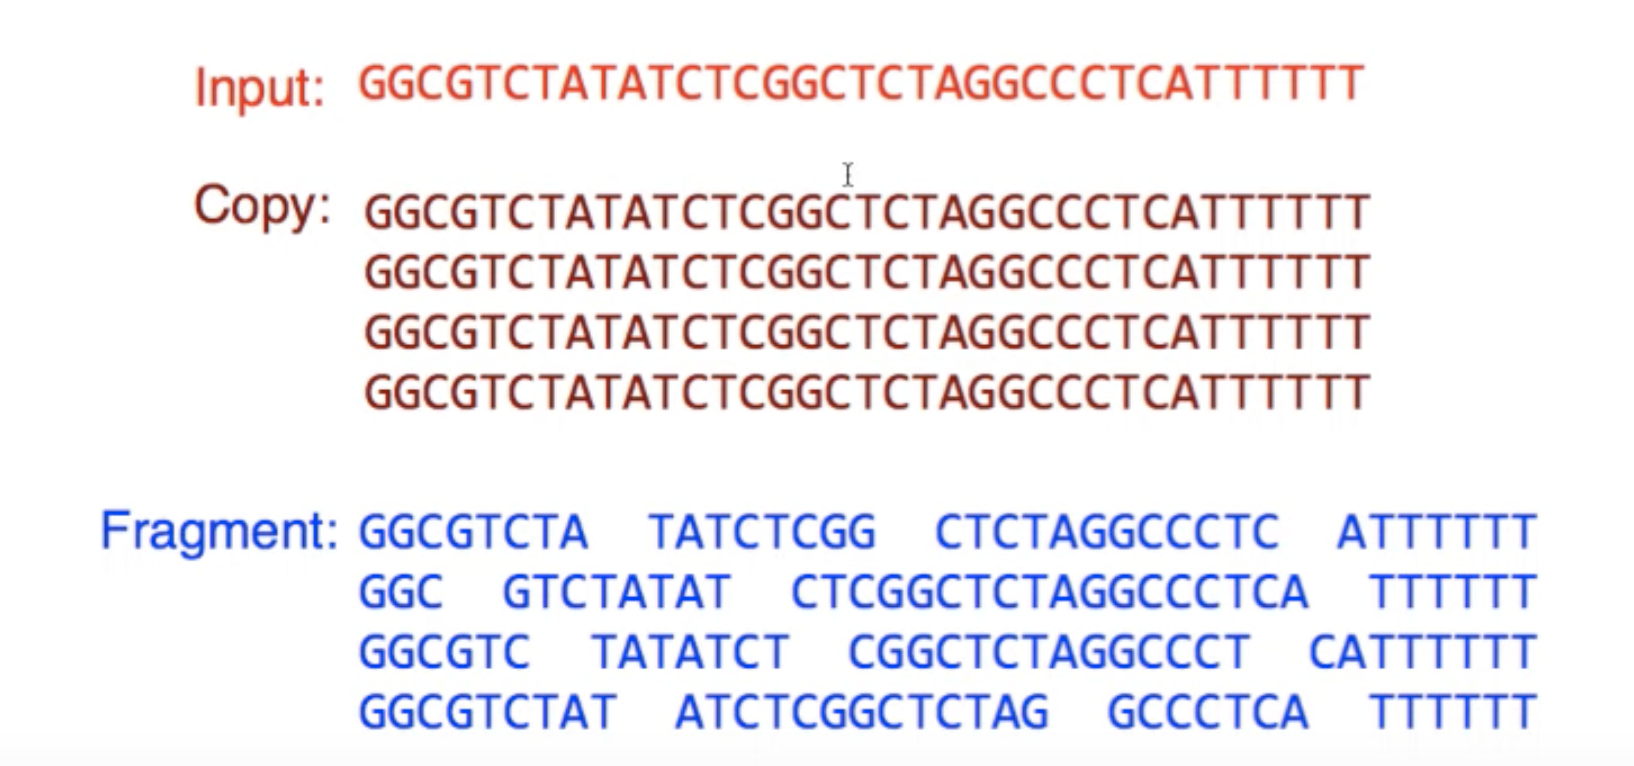 Input: GGCGTCTATATCTCGGCTCTAGGCCCTCATTTTTT
Copy: GGCGTCTATATCTCGGCTCTAGGCCCTCATTTTTT
GGCGTCTATATCTCGGCTCTAGGCCCTCATTTTTT
GGCGTCTATATCTCGGCTCTAGGCCCTCATTTTTT
GGCGTCTATATCTCGGCTCTAGGCCCTCATTTTTT
Fragment: GGCGTCTA TATCTCGG CTCTAGGCCCTC ATTTTTT
GGC GTCTATAT CTCGGCTCTAGGCCCTCA TTTTTT
GGCGTC TATATCT CGGCTCTAGGCCCT CATTTTTT
GGCGTCTAT ATCTCGGCTCTAG GCCCTCA TTTTTT